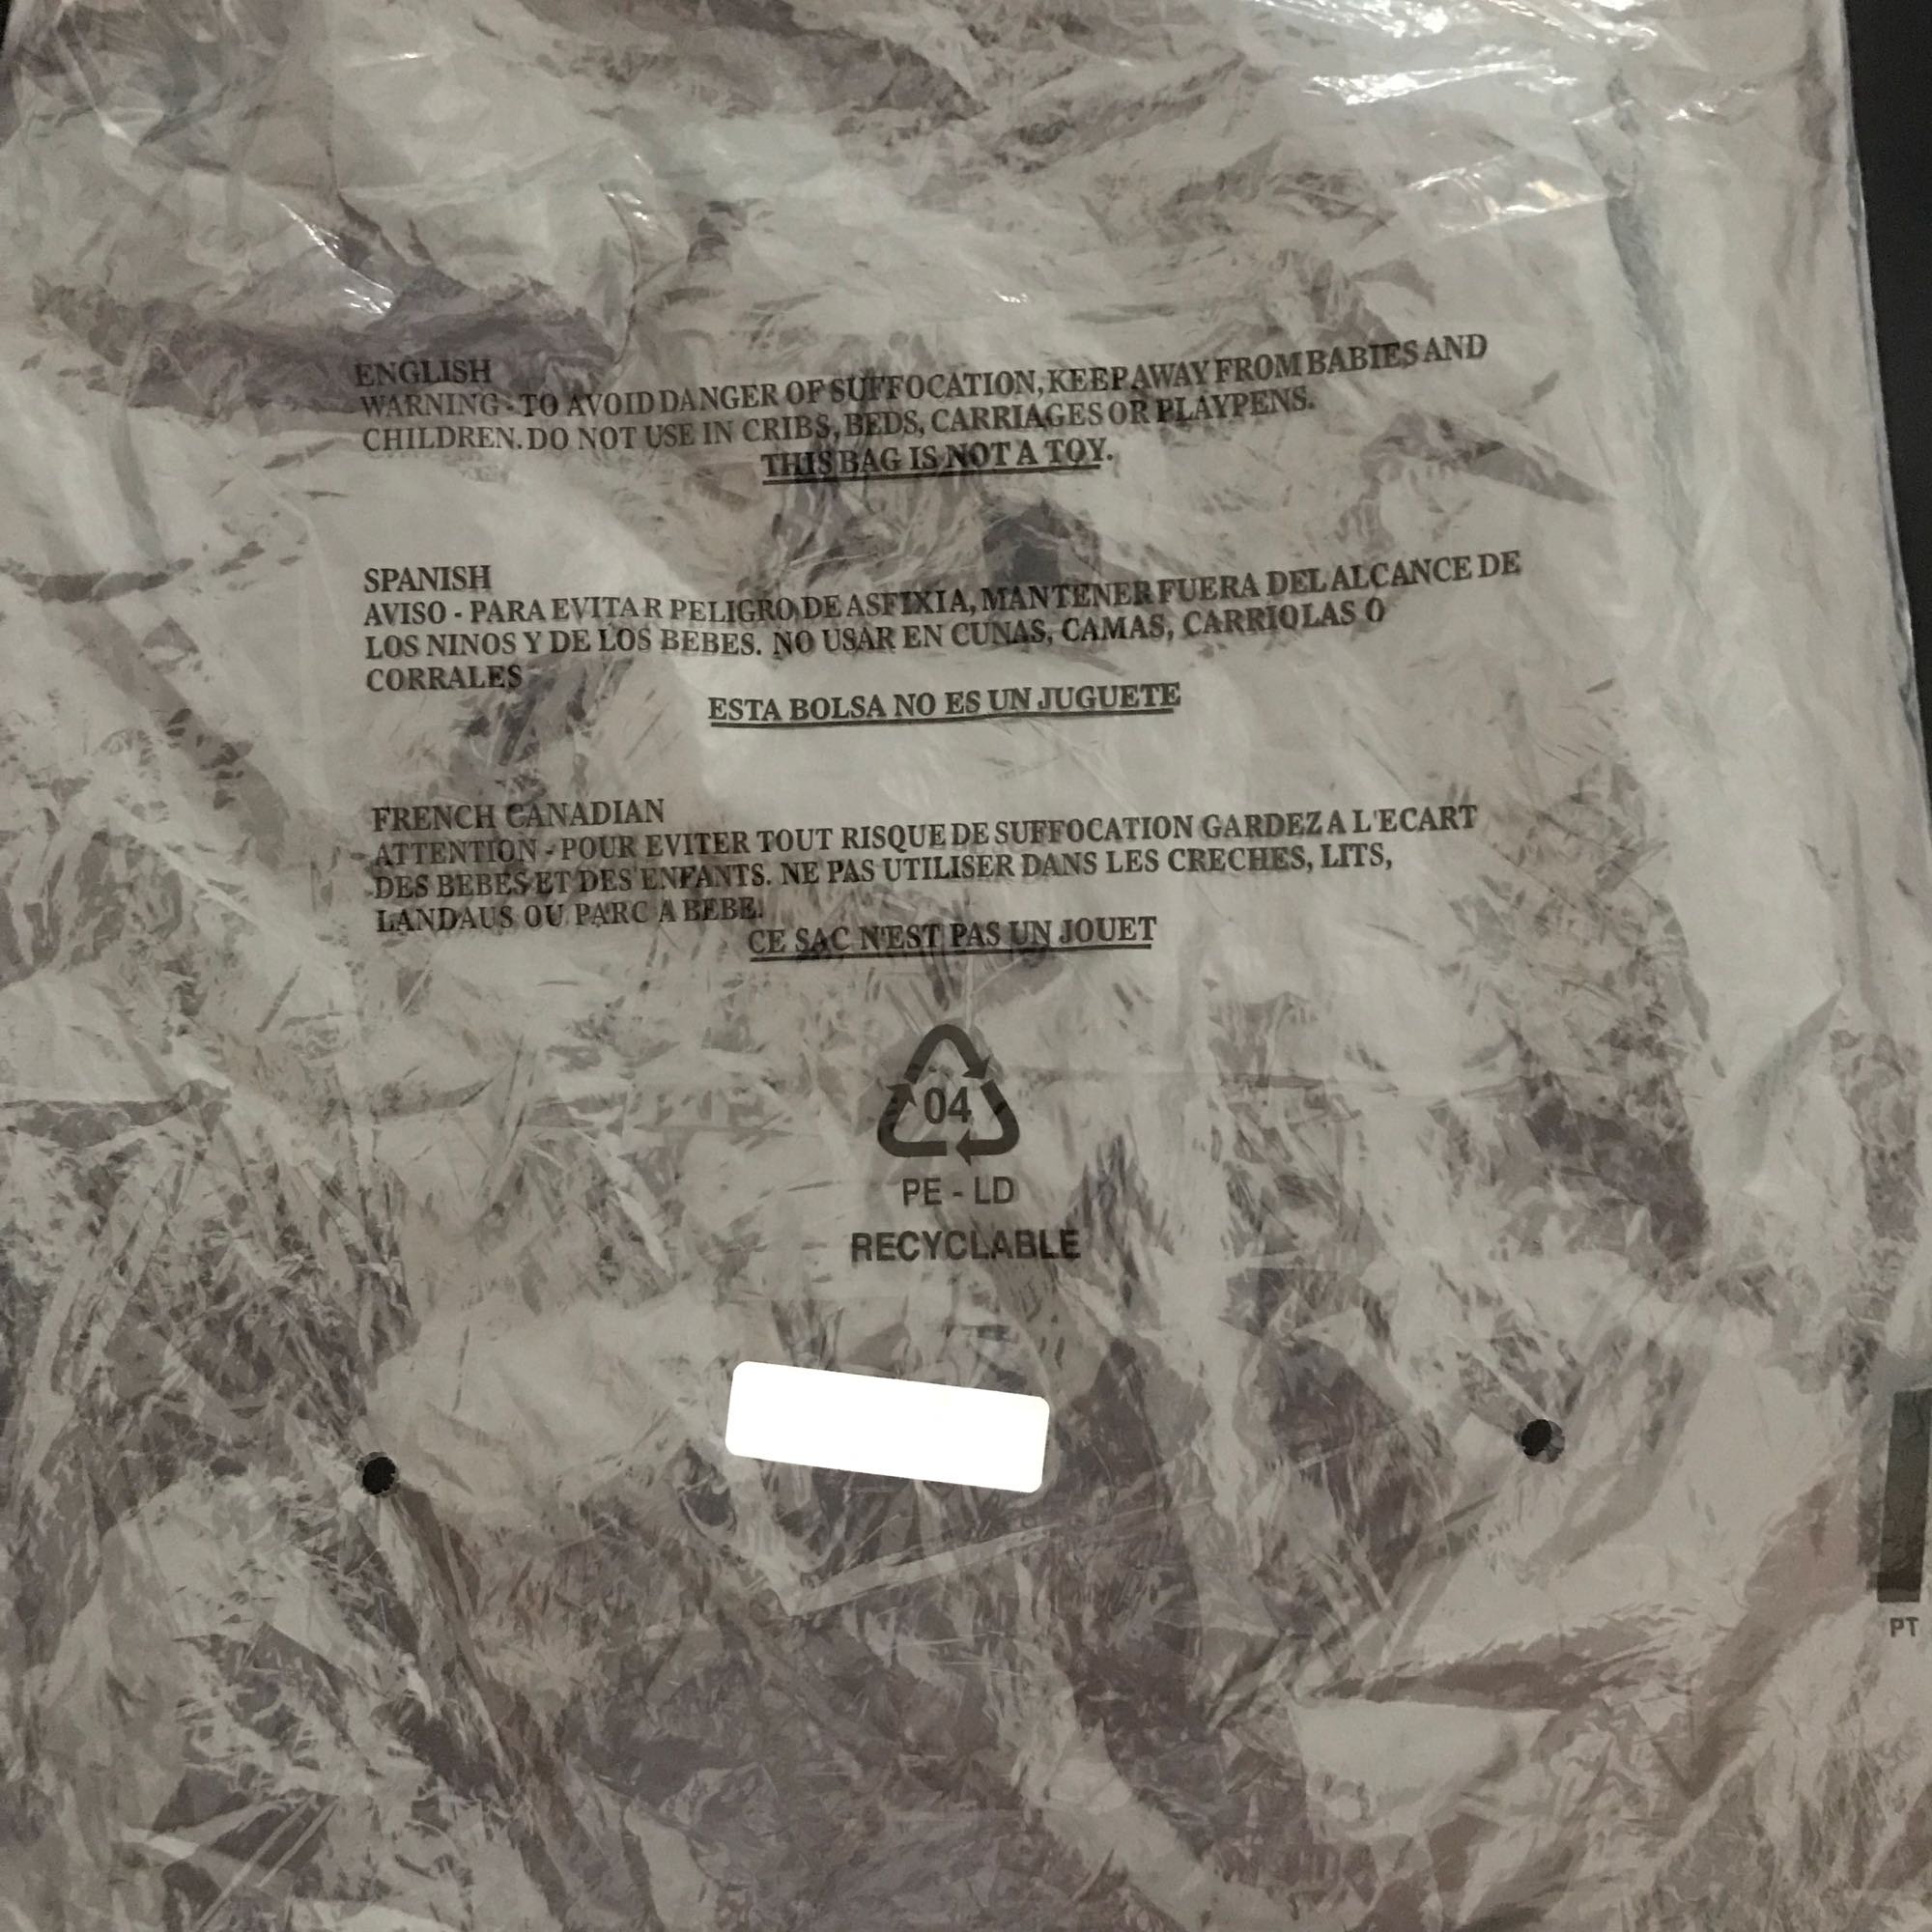 ENGLISH
WARNING - TO AVOID DANGER OF SUFFOCATION, KEEP AWAY FROM BABIES AND
CHILDREN. DO NOT USE IN CRIBS, BEDS, CARRIAGES OR PLAYPENS.
THIS BAG IS NOT A TOY.
SPANISH
AVISO - PARA EVITAR PELIGRO DE ASFIXIA, MANTENER FUERA DEL ALCANCE DE
LOS NINOS Y DE LOS BEBES. NO USAR EN CUNAS, CAMAS, CARRIOLAS O
CORRALES
ESTA BOLSA NO ES UN JUGUETE
FRENCH CANADIAN
ATTENTION - POUR EVITER TOUT RISQUE DE SUFFOCATION GARDEZ A L'ECART
DES BEBES ET DES ENFANTS. NE PAS UTILISER DANS LES CRECHES, LITS,
LANDAUS OU PARC A BEBE.
CE SAC N'EST PAS UN JOUET
04
PE - LD
RECYCLABLE
PT